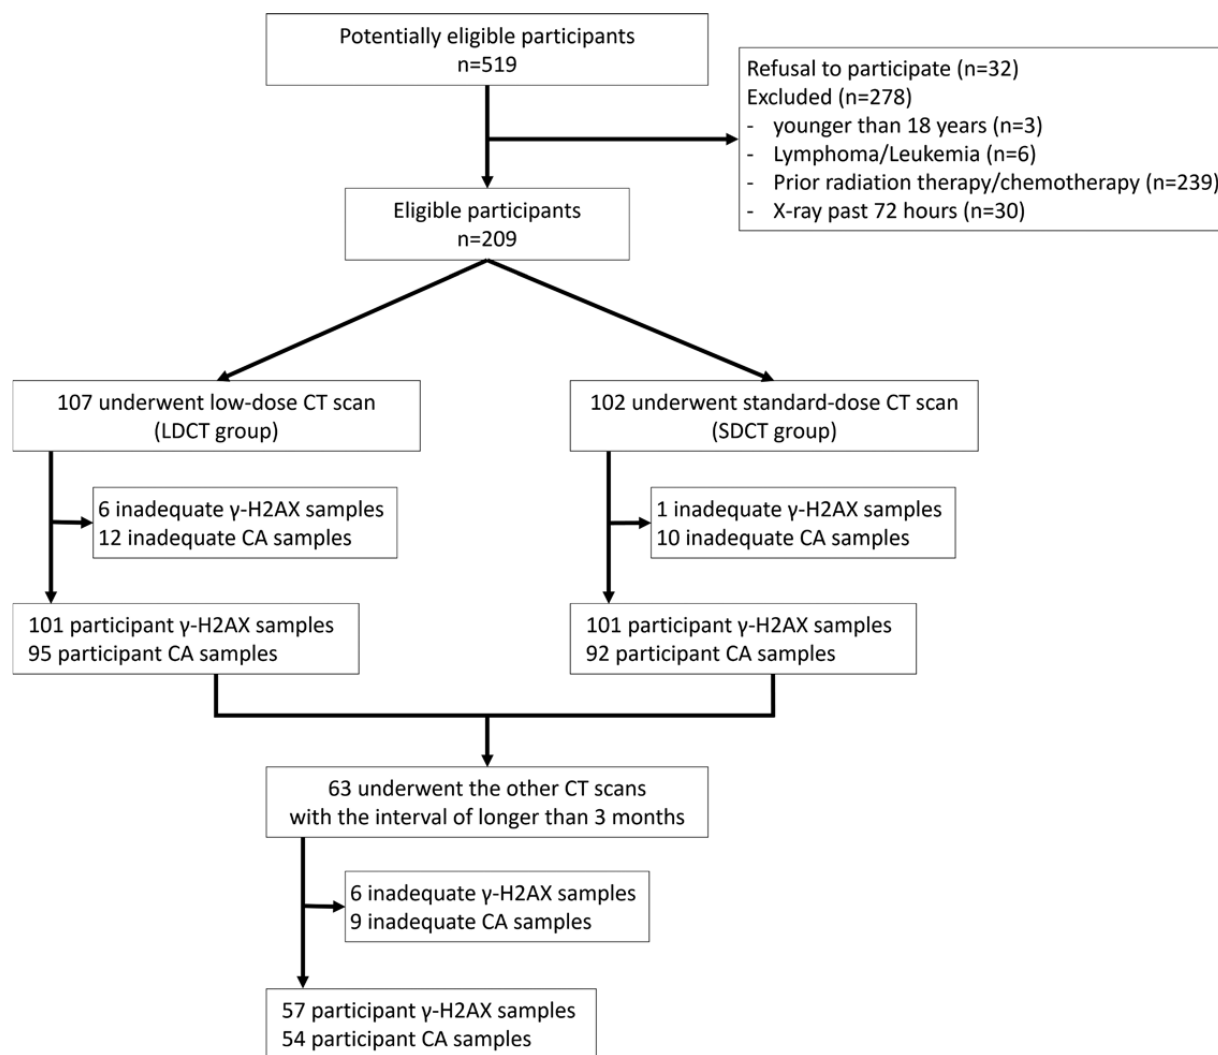 Potentially eligible participants
n=519
Refusal to participate (n=32)
Excluded (n=278)
- younger than 18 years (n=3)
- Lymphoma/Leukemia (n=6)
- Prior radiation therapy/chemotherapy (n=239)
- X-ray past 72 hours (n=30)
Eligible participants
n=209
107 underwent low-dose CT scan
(LDCT group)
102 underwent standard-dose CT scan
(SDCT group)
6 inadequate γ-H2AX samples
12 inadequate CA samples
1 inadequate γ-H2AX samples
10 inadequate CA samples
101 participant γ-H2AX samples
95 participant CA samples
101 participant γ-H2AX samples
92 participant CA samples
63 underwent the other CT scans
with the interval of longer than 3 months
6 inadequate γ-H2AX samples
9 inadequate CA samples
57 participant γ-H2AX samples
54 participant CA samples